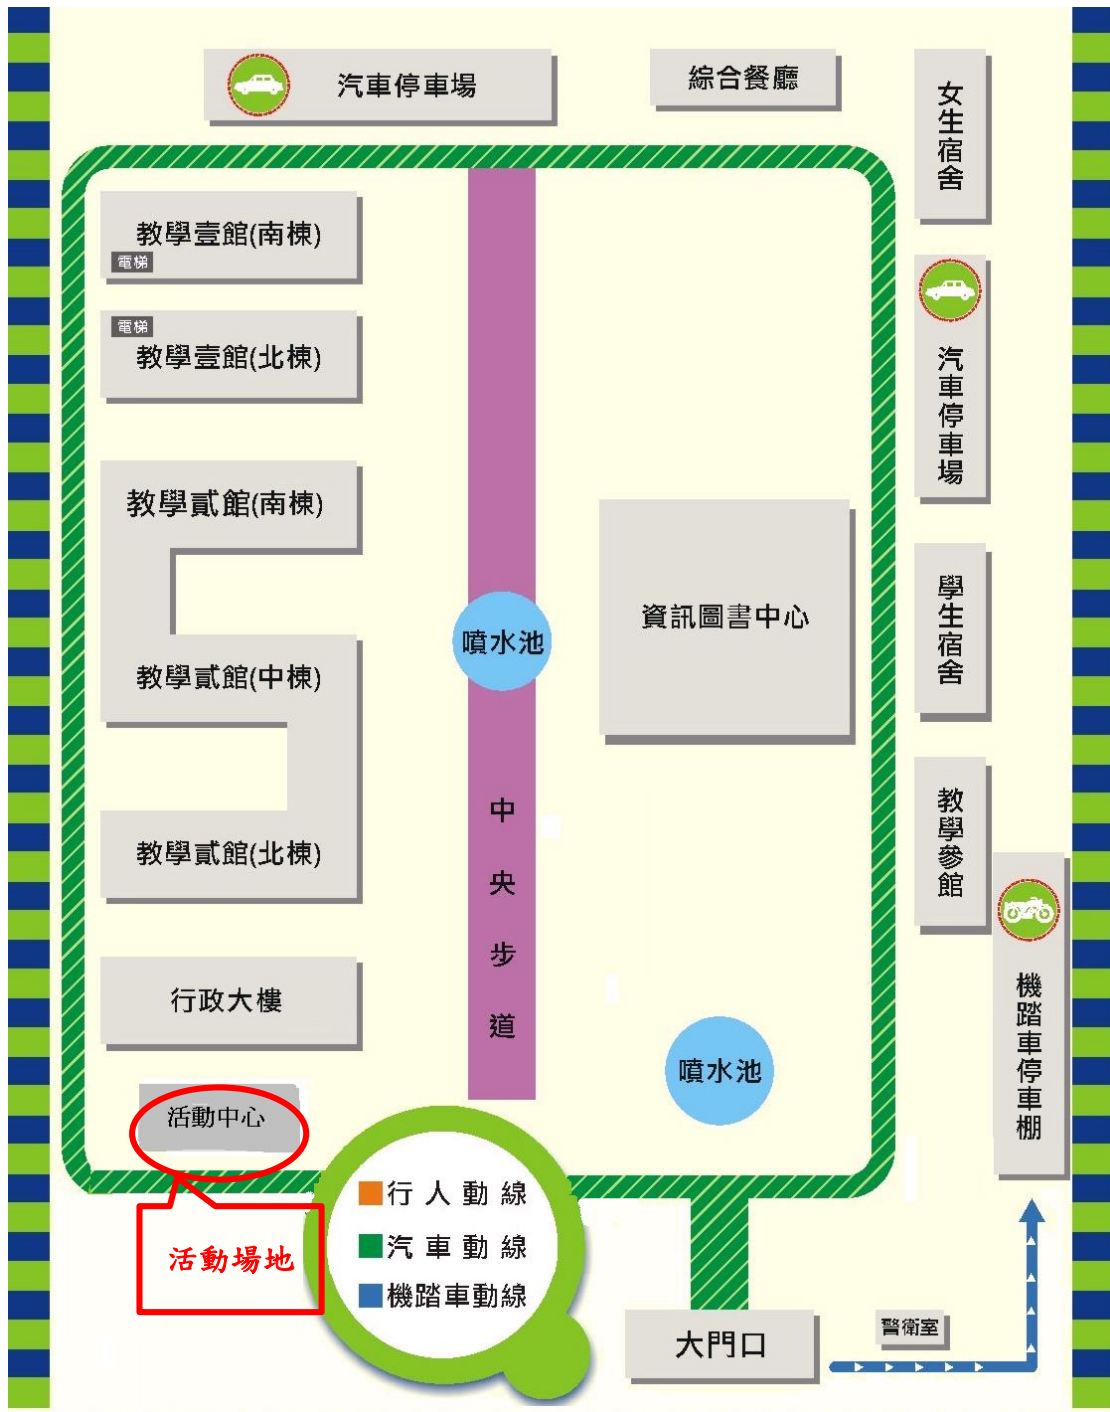 汽車停車場
綜合餐廳
女生宿舍
教學壹館(南棟)
電梯
電梯
教學壹館(北棟)
汽車停車場
教學貳館(南棟)
資訊圖書中心
噴水池
學生宿舍
教學貳館(中棟)
中央步道
教學參館
教學貳館(北棟)
行政大樓
機踏車停車棚
噴水池
活動中心
行人動線
汽車動線
機踏車動線
活動場地
大門口
警衛室